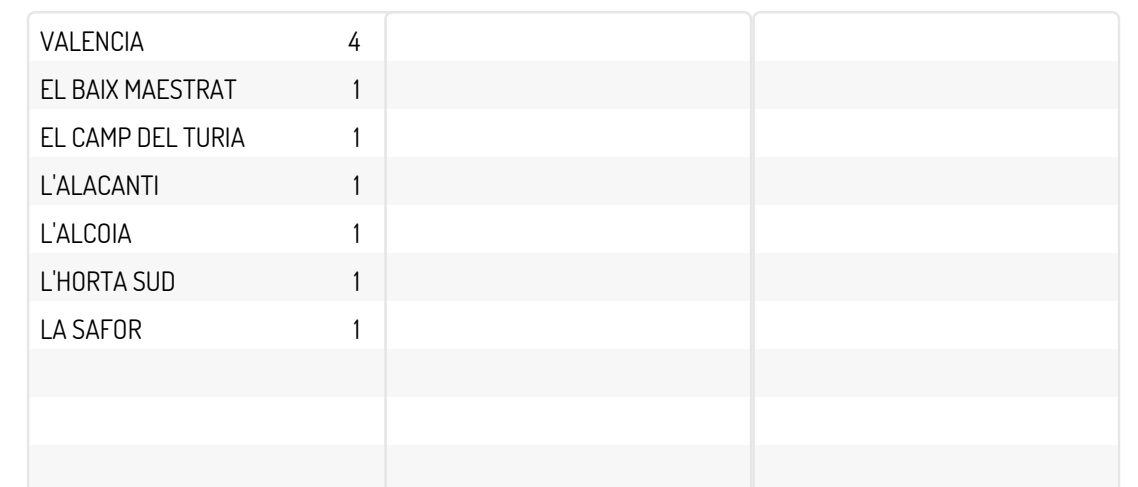 VALENCIA 4
EL BAIX MAESTRAT 1
EL CAMP DEL TURIA 1
L'ALACANTI 1
L'ALCOIA 1
L'HORTA SUD 1
LA SAFOR 1